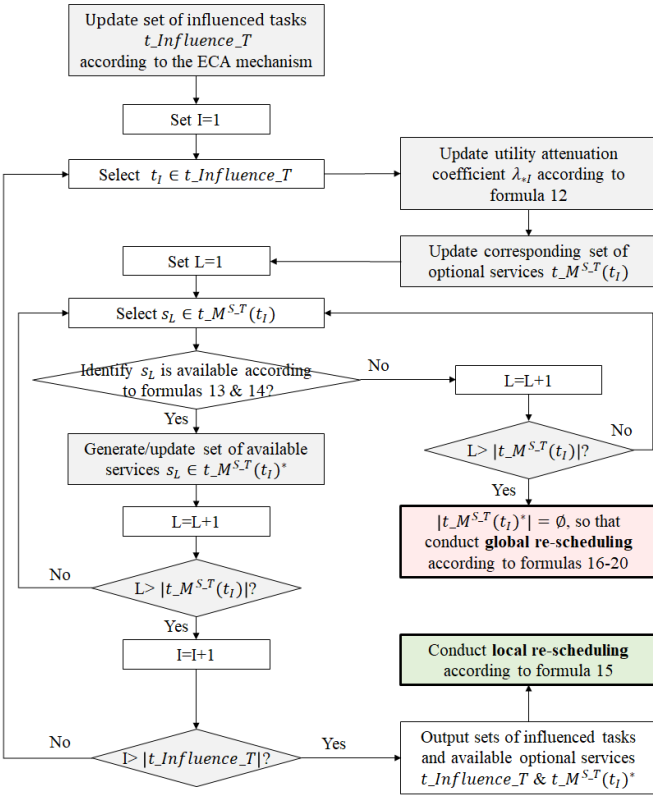 Update set of influenced tasks
t_Influence_T
according to the ECA mechanism
Set I=1
Select t_I ∈ t_Influence_T
Update utility attenuation
coefficient λ_{*I} according to
formula 12
Update corresponding set of
optional services t_M^{S_T}(t_I)
Set L=1
Select s_L ∈ t_M^{S_T}(t_I)
Identify s_L is available according
to formulas 13 & 14?
No
L=L+1
Yes
L> |t_M^{S_T}(t_I)|?
No
Generate/update set of available
services s_L ∈ t_M^{S_T}(t_I)^*
Yes
L=L+1
|t_M^{S_T}(t_I)^*| = ∅, so that
conduct global re-scheduling
according to formulas 16-20
No
L> |t_M^{S_T}(t_I)|?
Yes
I=I+1
Conduct local re-scheduling
according to formula 15
No
I> |t_Influence_T|?
Yes
Output sets of influenced tasks
and available optional services
t_Influence_T & t_M^{S_T}(t_I)^*